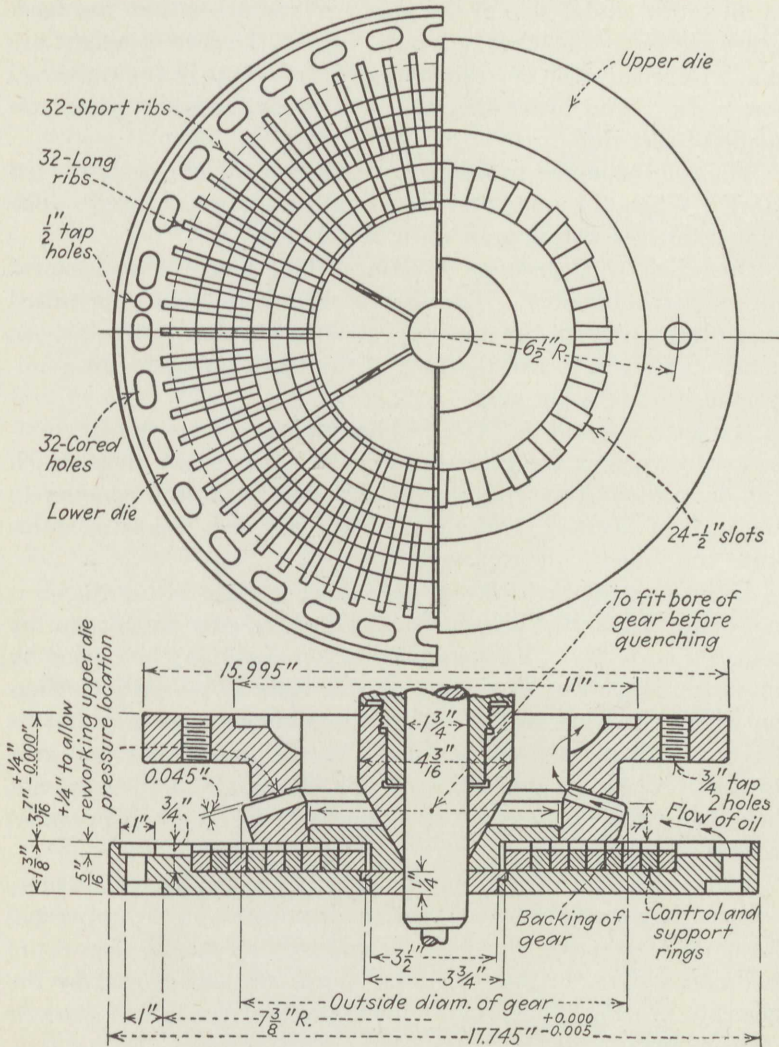 Upper die
32-Short ribs
32-Long
ribs
1/2" tap
holes
6 1/2" R.
32-Cored
holes
Lower die
24-1/2" slots
To fit bore of
gear before
quenching
15.995"
11"
+1/4" to allow
reworking upper die
pressure location
3 7/16" +1/4" -0.000"
1 3/4"
4 3/16"
0.045"
3/4"
3/4" tap
2 holes
Flow of oil
1"
1 3/8"
5/16"
1/4"
Backing of
gear
Control and
support
rings
3 1/2"
3 3/4"
Outside diam. of gear
1"
7 3/8" R.
17.745" +0.000 -0.005